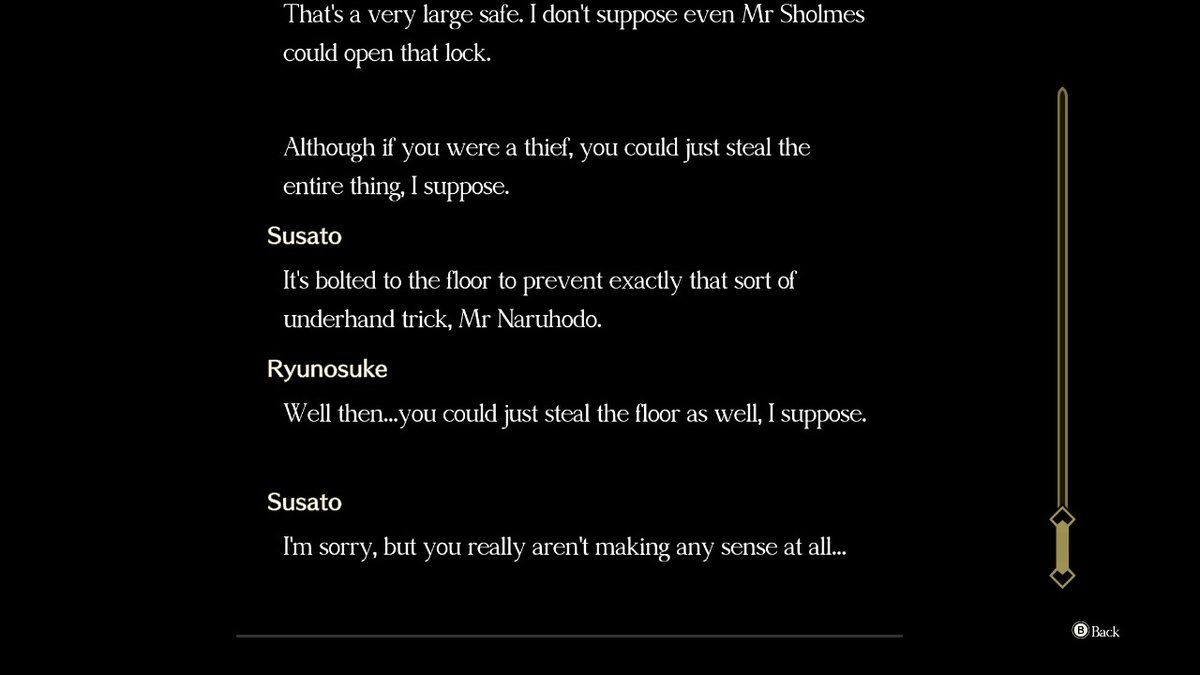 That's a very large safe. I don't suppose even Mr Sholmes
could open that lock.
Although if you were a thief, you could just steal the
entire thing, I suppose.
Susato
It's bolted to the floor to prevent exactly that sort of
underhand trick, Mr Naruhodo.
Ryunosuke
Well then...you could just steal the floor as well, I suppose.
Susato
I'm sorry, but you really aren't making any sense at all...
B Back